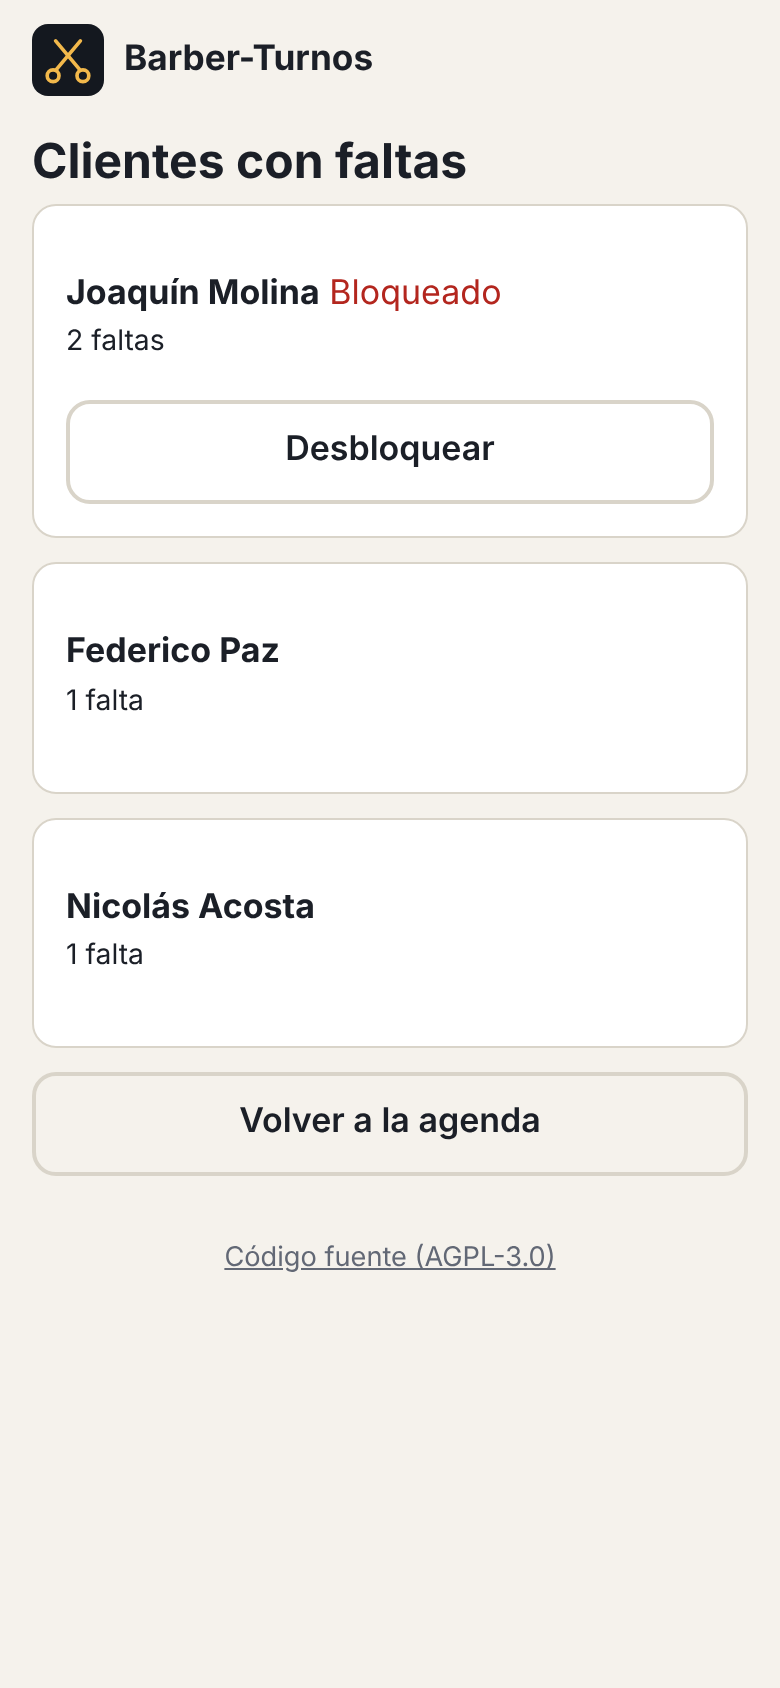 Barber-Turnos
Clientes con faltas
Joaquín Molina Bloqueado
2 faltas
Desbloquear
Federico Paz
1 falta
Nicolás Acosta
1 falta
Volver a la agenda
Código fuente (AGPL-3.0)